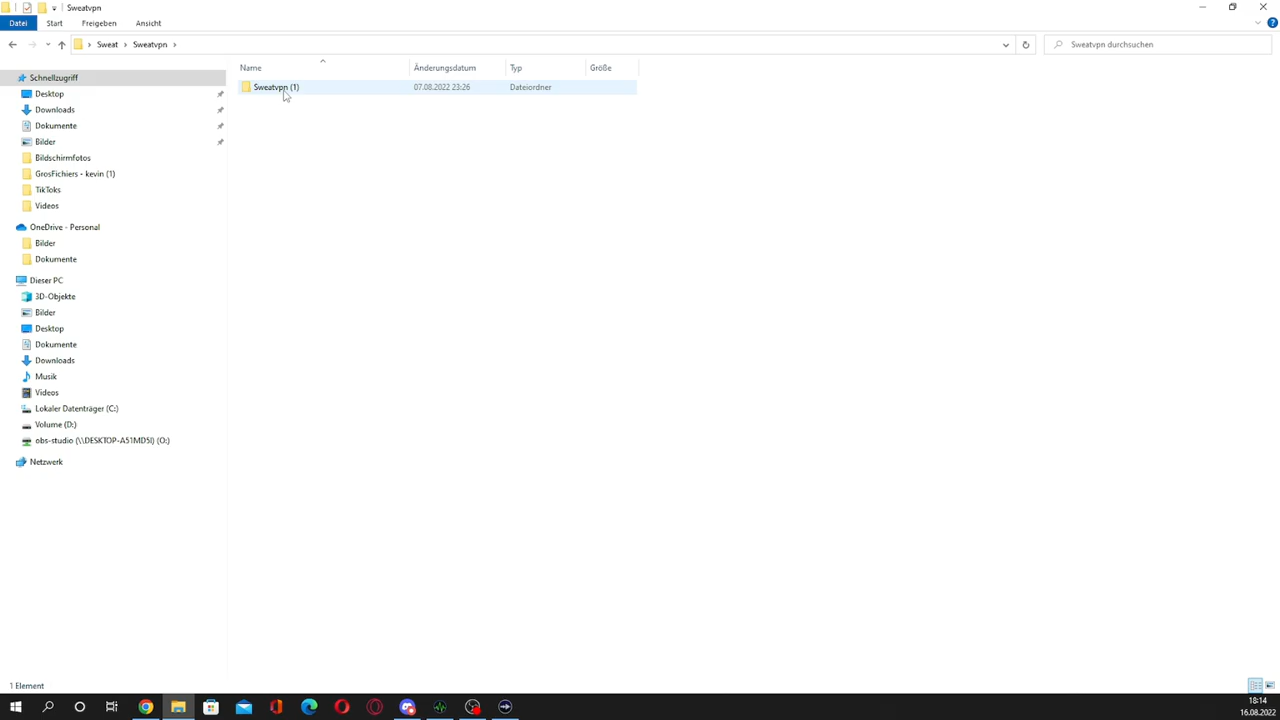 Sweatvpn
Datei Start Freigeben Ansicht
Sweat Sweatvpn Sweatvpn durchsuchen
Name Änderungsdatum Typ Größe
Schnellzugriff
Sweatvpn (1) 07.08.2022 23:26 Dateiordner
Desktop
Downloads
Dokumente
Bilder
Bildschirmfotos
GrosFichiers - kevin (1)
TikToks
Videos
OneDrive - Personal
Bilder
Dokumente
Dieser PC
3D-Objekte
Bilder
Desktop
Dokumente
Downloads
Musik
Videos
Lokaler Datenträger (C:)
Volume (D:)
obs-studio (\\DESKTOP-A51MD5I) (O:)
Netzwerk
1 Element
18:14
16.08.2022